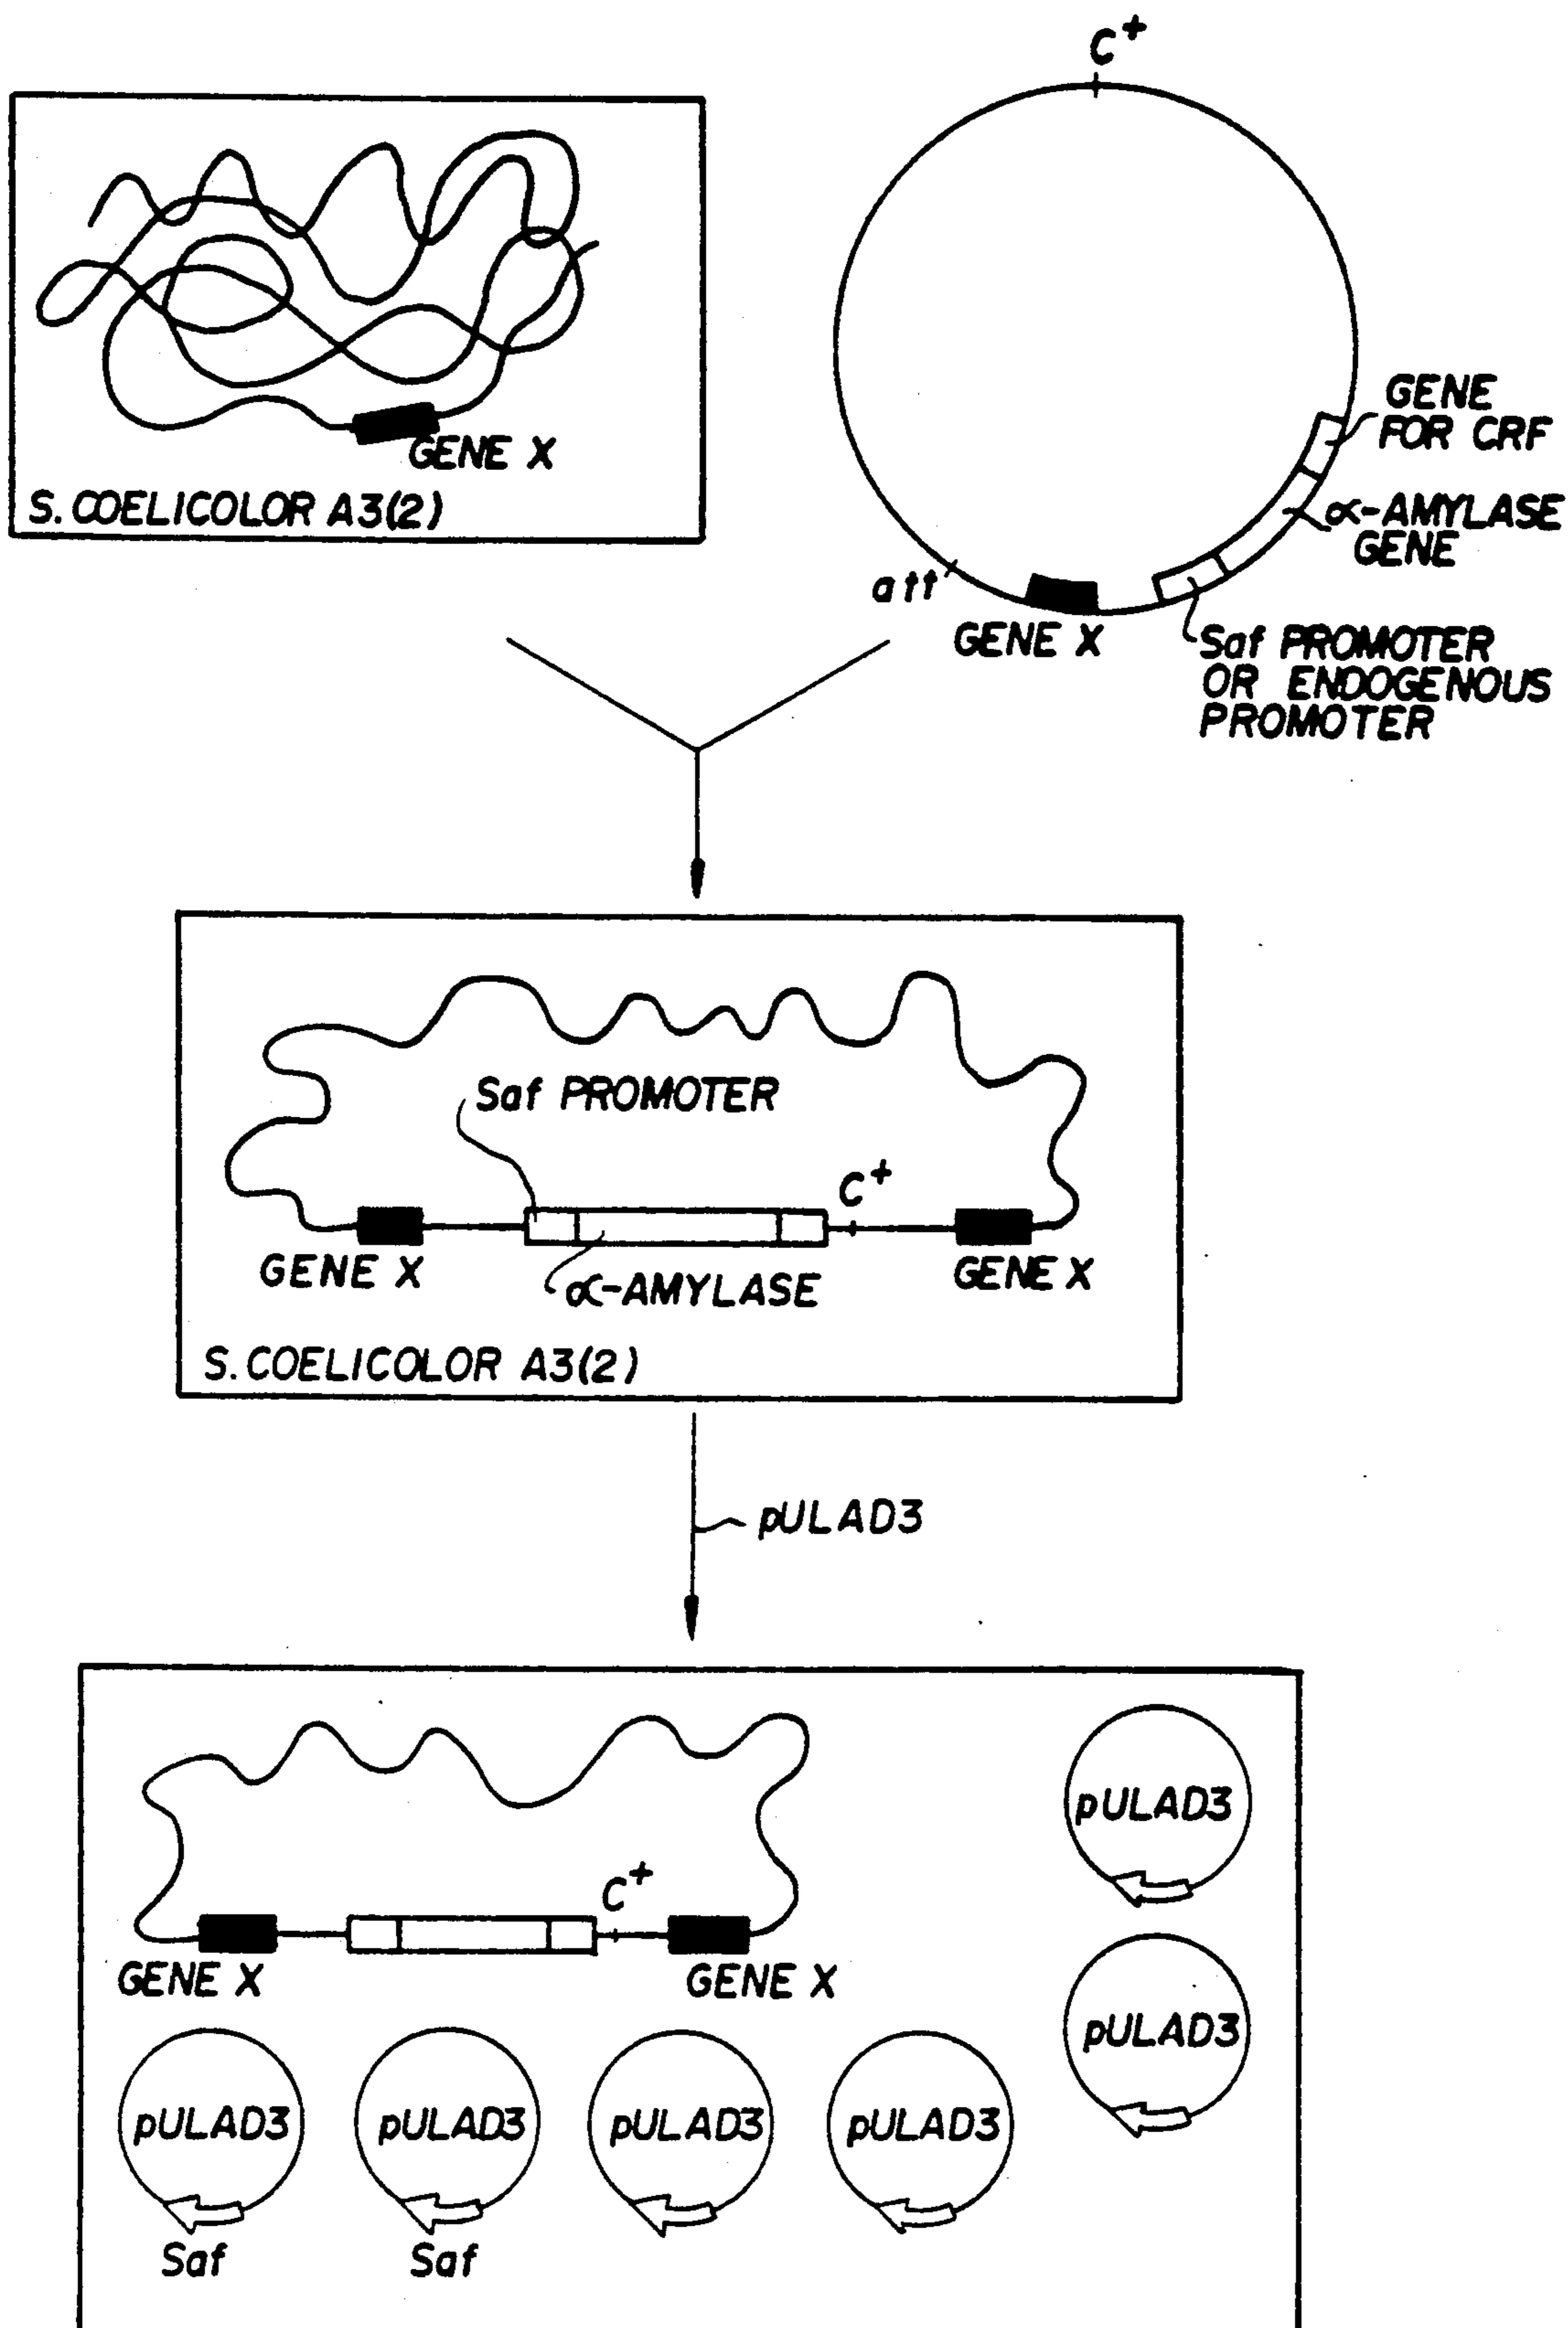 C+
GENE X
S. COELICOLOR A3(2)
GENE
FOR CRF
α-AMYLASE
GENE
att
GENE X
Saf PROMOTER
OR ENDOGENOUS
PROMOTER
Saf PROMOTER
C+
GENE X
α-AMYLASE
GENE X
S. COELICOLOR A3(2)
pULAD3
pULAD3
C+
GENE X
GENE X
pULAD3
pULAD3
pULAD3
pULAD3
pULAD3
Saf
Saf